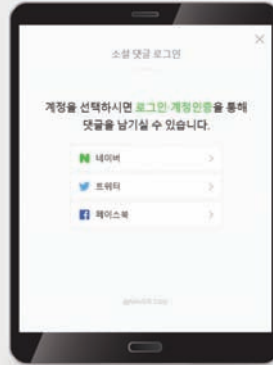 소셜 댓글 로그인
계정을 선택하시면 로그인·계정인증을 통해
댓글을 남기실 수 있습니다.
네이버
트위터
페이스북